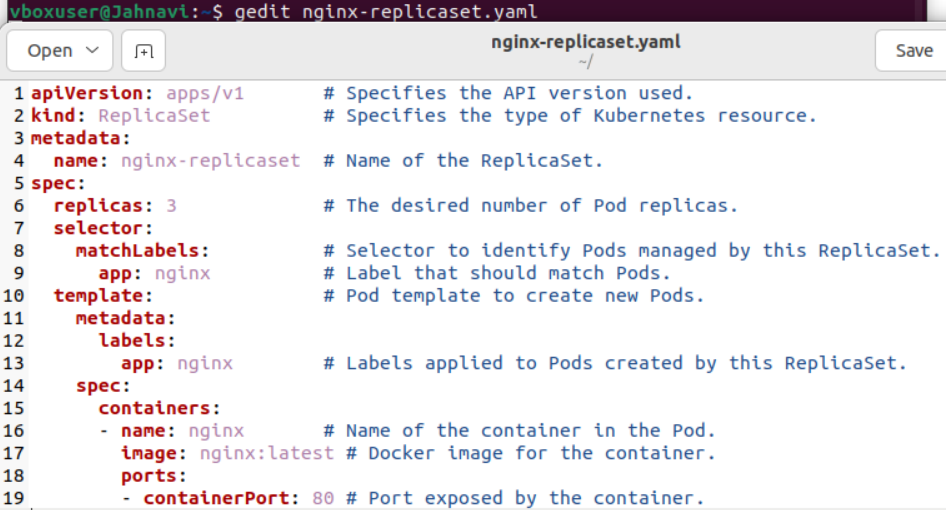 vboxuser@Jahnavi:~$ gedit nginx-replicaset.yaml
Open
nginx-replicaset.yaml
~/
Save
1 apiVersion: apps/v1 # Specifies the API version used.
2 kind: ReplicaSet # Specifies the type of Kubernetes resource.
3 metadata:
4   name: nginx-replicaset # Name of the ReplicaSet.
5 spec:
6   replicas: 3 # The desired number of Pod replicas.
7   selector:
8     matchLabels: # Selector to identify Pods managed by this ReplicaSet.
9       app: nginx # Label that should match Pods.
10   template: # Pod template to create new Pods.
11     metadata:
12       labels:
13         app: nginx # Labels applied to Pods created by this ReplicaSet.
14     spec:
15       containers:
16       - name: nginx # Name of the container in the Pod.
17         image: nginx:latest # Docker image for the container.
18         ports:
19         - containerPort: 80 # Port exposed by the container.